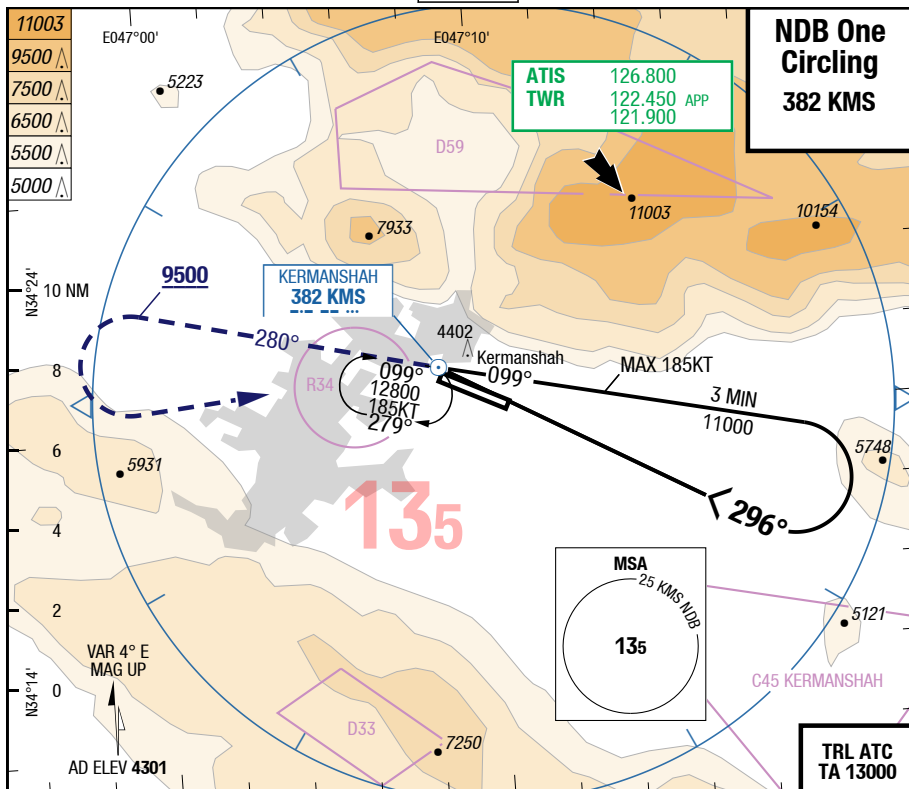 11003
9500
7500
6500
5500
5000
E047°00'
E047°10'
NDB One
Circling
382 KMS
ATIS 126.800
TWR 122.450 APP
121.900
5223
D59
11003
10154
7933
N34°24'
10 NM
9500
KERMANSHAH
382 KMS
280°
4402
Kermanshah
099°
MAX 185KT
3 MIN
11000
8
R34
099°
12800
185KT
279°
6
5931
5748
296°
135
4
MSA
25 KMS NDB
135
2
5121
VAR 4° E
MAG UP
C45 KERMANSHAH
N34°14'
0
D33
7250
AD ELEV 4301
TRL ATC
TA 13000